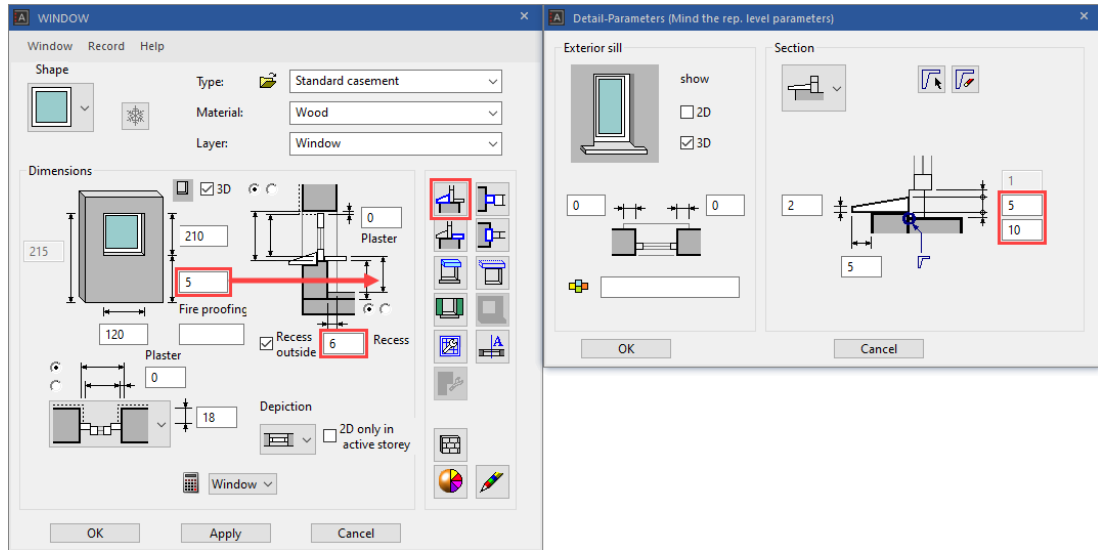 WINDOW
Window Record Help
Shape
Type: Standard casement
Material: Wood
Layer: Window
Dimensions
3D
0
Plaster
210
215
5
Fire proofing
120
Recess
outside
6
Recess
Plaster
0
18
Depiction
2D only in
active storey
A
Window
OK Apply Cancel
Detail-Parameters (Mind the rep. level parameters)
Exterior sill
show
2D
3D
0 0
Section
1
2 5
10
5
OK Cancel